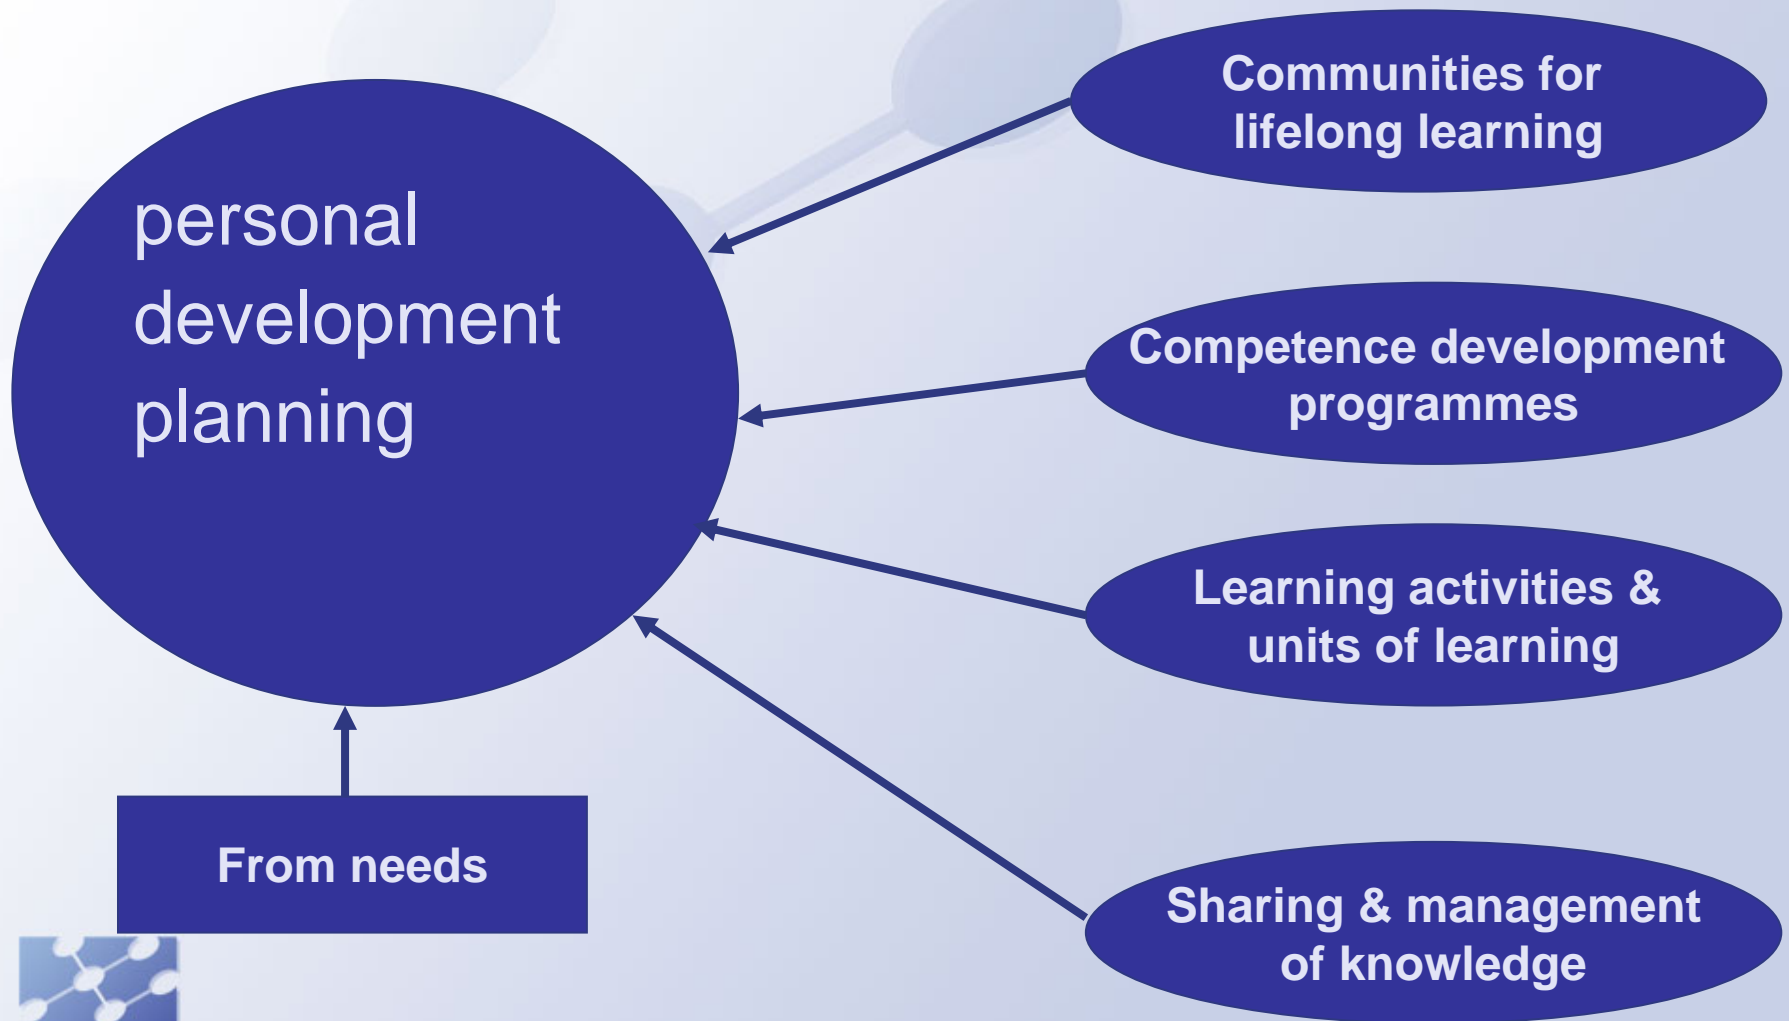 personal
development
planning
From needs
Communities for
lifelong learning
Competence development
programmes
Learning activities &
units of learning
Sharing & management
of knowledge